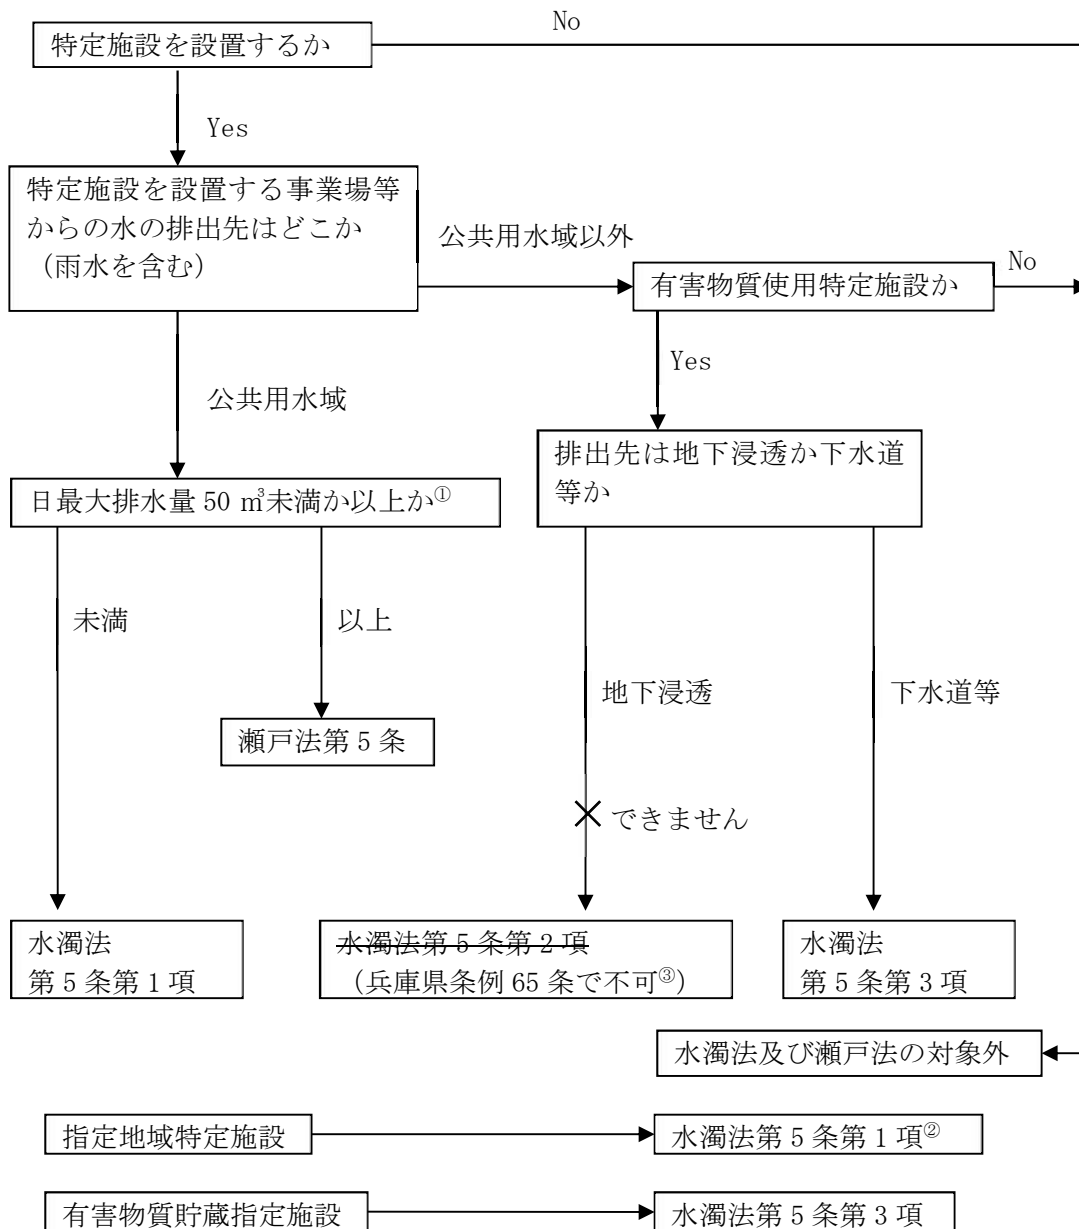 No
特定施設を設置するか
Yes
特定施設を設置する事業場等
からの水の排出先はどこか
（雨水を含む）
公共用水域以外
No
有害物質使用特定施設か
Yes
公共用水域
排出先は地下浸透か下水道
等か
日最大排水量 50 ㎥未満か以上か①
未満
以上
地下浸透
下水道等
瀬戸法第 5 条
できません
水濁法
第 5 条第 1 項
水濁法第 5 条第 2 項
（兵庫県条例 65 条で不可③）
水濁法
第 5 条第 3 項
水濁法及び瀬戸法の対象外
指定地域特定施設
水濁法第 5 条第 1 項②
有害物質貯蔵指定施設
水濁法第 5 条第 3 項